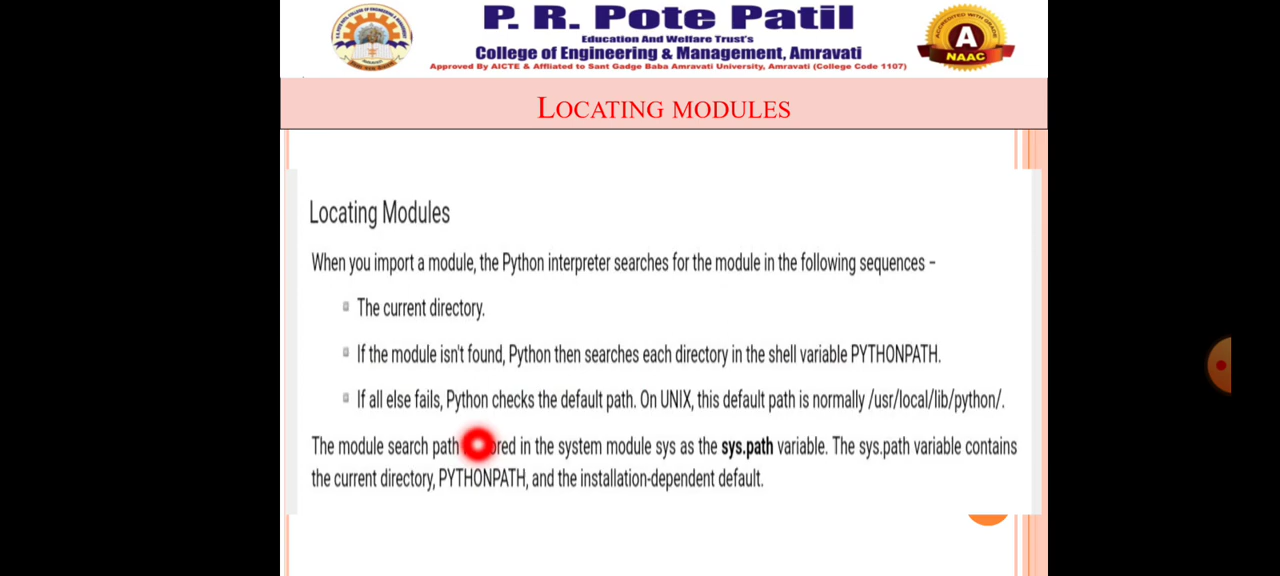 P. R. Pote Patil
Education And Welfare Trust's
College of Engineering & Management, Amravati
Approved By AICTE & Affliated to Sant Gadge Baba Amravati University, Amravati (College Code 1107)
ACCREDITED WITH GRADE
A
NAAC
LOCATING MODULES
Locating Modules
When you import a module, the Python interpreter searches for the module in the following sequences –
The current directory.
If the module isn't found, Python then searches each directory in the shell variable PYTHONPATH.
If all else fails, Python checks the default path. On UNIX, this default path is normally /usr/local/lib/python/.
The module search path in the system module sys as the sys.path variable. The sys.path variable contains
the current directory, PYTHONPATH, and the installation-dependent default.